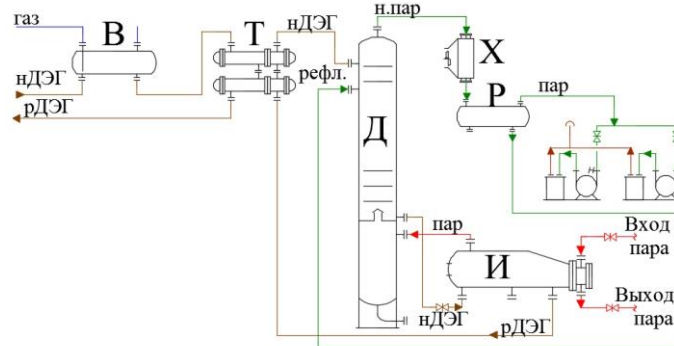 газ
В
нДЭГ
рДЭГ
Т
нДЭГ
рефл.
н.пар
Х
Р
пар
Д
пар
И
нДЭГ
рДЭГ
Вход
пара
Выход
пара